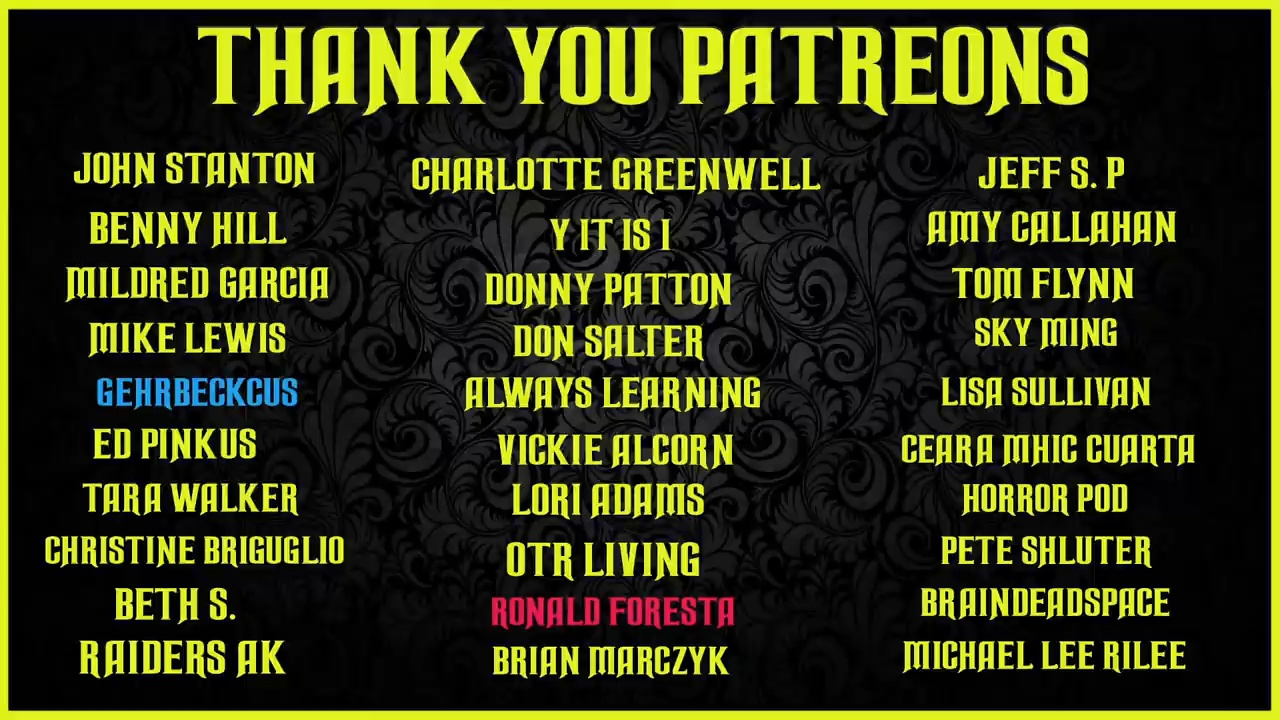 THANK YOU PATREONS
JOHN STANTON
BENNY HILL
MILDRED GARCIA
MIKE LEWIS
GEHRBECKCUS
ED PINKUS
TARA WALKER
CHRISTINE BRIGUGLIO
BETH S.
RAIDERS AK
CHARLOTTE GREENWELL
Y IT IS I
DONNY PATTON
DON SALTER
ALWAYS LEARNING
VICKIE ALCORN
LORI ADAMS
OTR LIVING
RONALD FORESTA
BRIAN MARCZYK
JEFF S. P
AMY CALLAHAN
TOM FLYNN
SKY MING
LISA SULLIVAN
CEARA MHIC CUARTA
HORROR POD
PETE SHLUTER
BRAINDEADSPACE
MICHAEL LEE RILEE